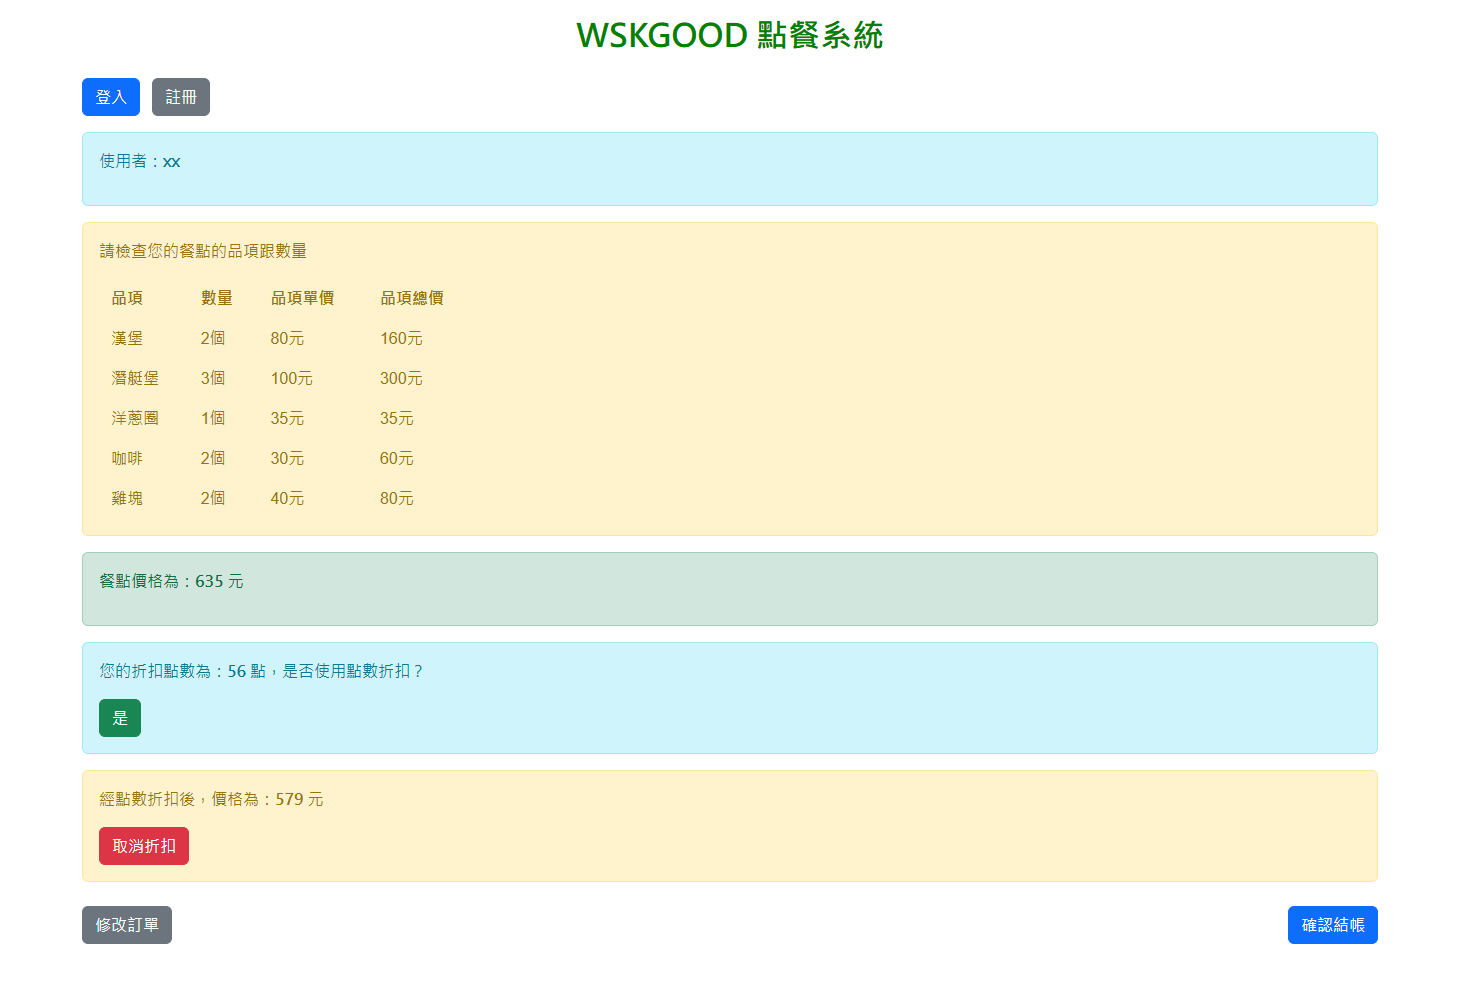 WSKGOOD 點餐系統
登入 註冊
使用者：xx
請檢查您的餐點的品項跟數量
品項 數量 品項單價 品項總價
漢堡 2個 80元 160元
潛艇堡 3個 100元 300元
洋蔥圈 1個 35元 35元
咖啡 2個 30元 60元
雞塊 2個 40元 80元
餐點價格為：635 元
您的折扣點數為：56 點，是否使用點數折扣？
是
經點數折扣後，價格為：579 元
取消折扣
修改訂單 確認結帳